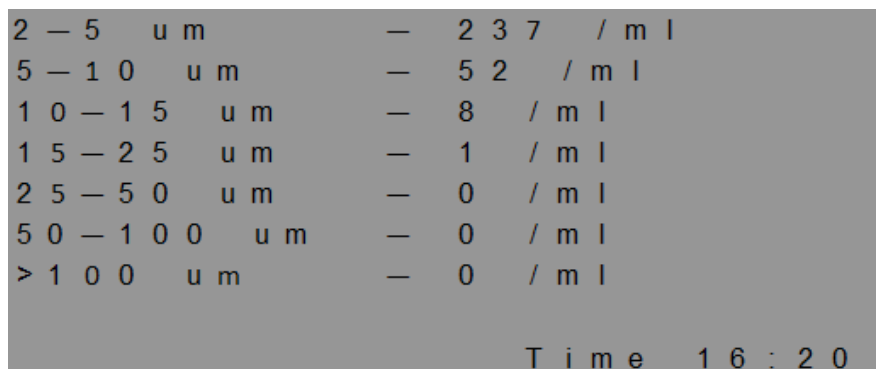 2—5 um — 237 /ml
5—10 um — 52 /ml
10—15 um — 8 /ml
15—25 um — 1 /ml
25—50 um — 0 /ml
50—100 um — 0 /ml
>100 um — 0 /ml
Time 16:20